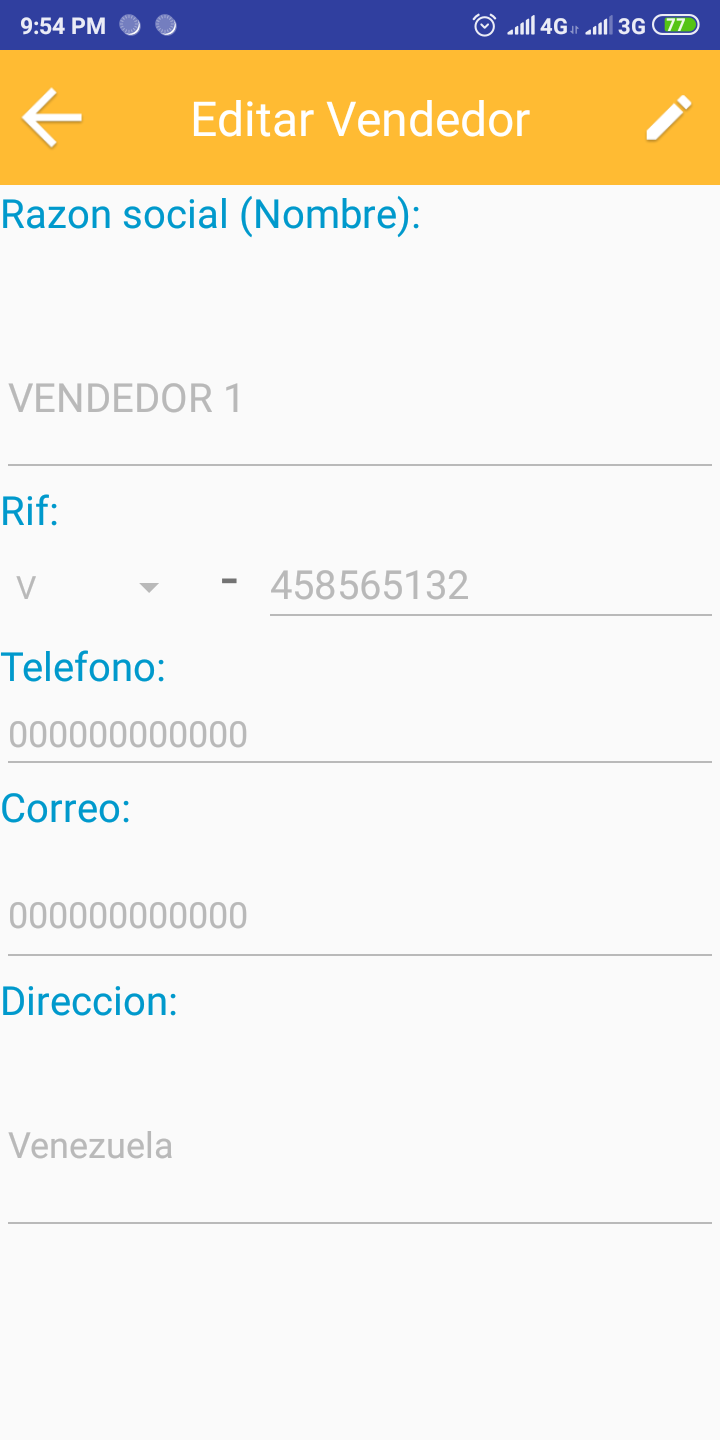 9:54 PM 4G 3G 77
Editar Vendedor
Razon social (Nombre):
VENDEDOR 1
Rif:
V - 458565132
Telefono:
000000000000
Correo:
000000000000
Direccion:
Venezuela